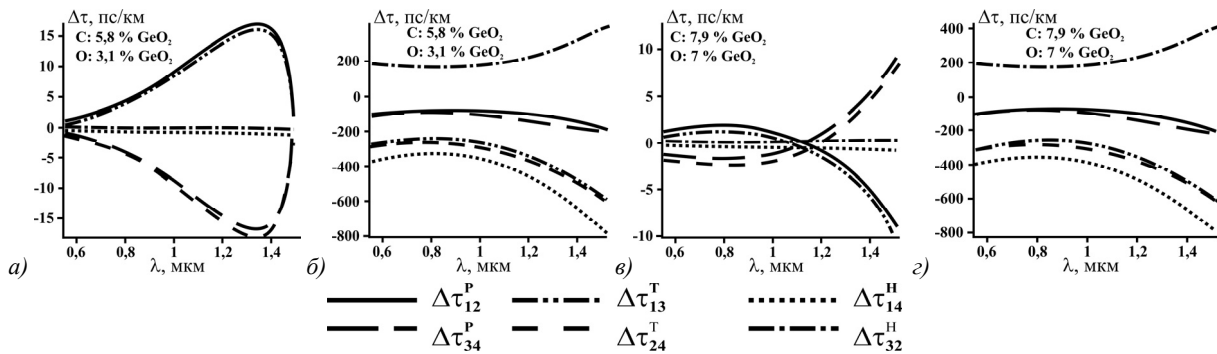 Δτ, пс/км
C: 5,8 % GeO₂
O: 3,1 % GeO₂
15
10
5
0
-5
-10
-15
0,6 0,8 1 1,2 1,4
λ, мкм
а)
Δτ, пс/км
C: 5,8 % GeO₂
O: 3,1 % GeO₂
200
0
-200
-400
-600
-800
0,6 0,8 1 1,2 1,4
λ, мкм
б)
Δτ, пс/км
C: 7,9 % GeO₂
O: 7 % GeO₂
10
5
0
-5
-10
0,6 0,8 1 1,2 1,4
λ, мкм
в)
Δτ, пс/км
C: 7,9 % GeO₂
O: 7 % GeO₂
400
200
0
-200
-400
-600
-800
0,6 0,8 1 1,2 1,4
λ, мкм
г)
Δτ₁₂ᴾ Δτ₁₃ᵀ Δτ₁₄ᴴ
Δτ₃₄ᴾ Δτ₂₄ᵀ Δτ₃₂ᴴ